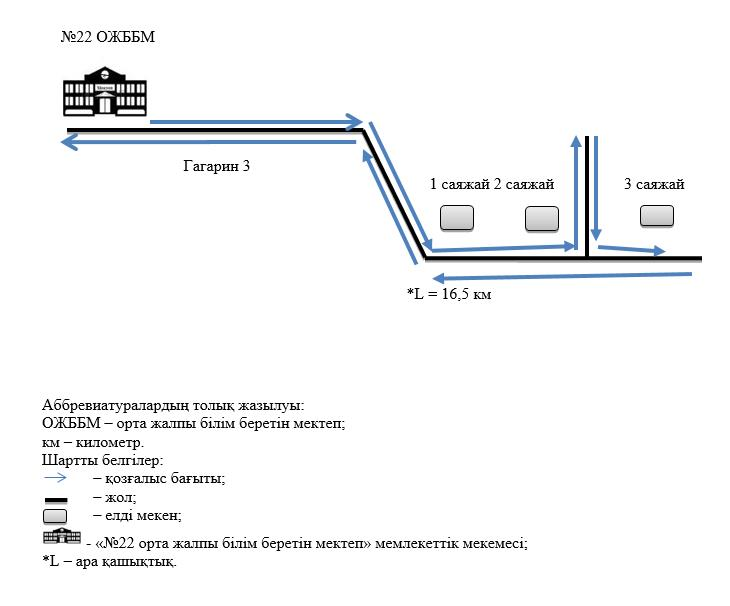 №22 ОЖББМ
Гагарин 3
1 саяжай 2 саяжай 3 саяжай
*L = 16,5 км
Аббревиатуралардың толық жазылуы:
ОЖББМ – орта жалпы білім беретін мектеп;
км – километр.
Шартты белгілер:
– қозғалыс бағыты;
– жол;
– елді мекен;
- «№22 орта жалпы білім беретін мектеп» мемлекеттік мекемесі;
*L – ара қашықтық.